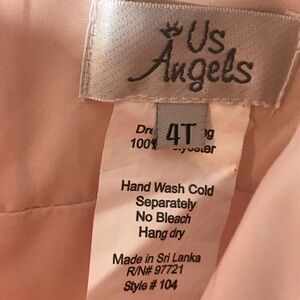 Us
Angels
4T
100%
Hand Wash Cold
Separately
No Bleach
Hang dry
Made in Sri Lanka
R/N# 97721
Style # 104